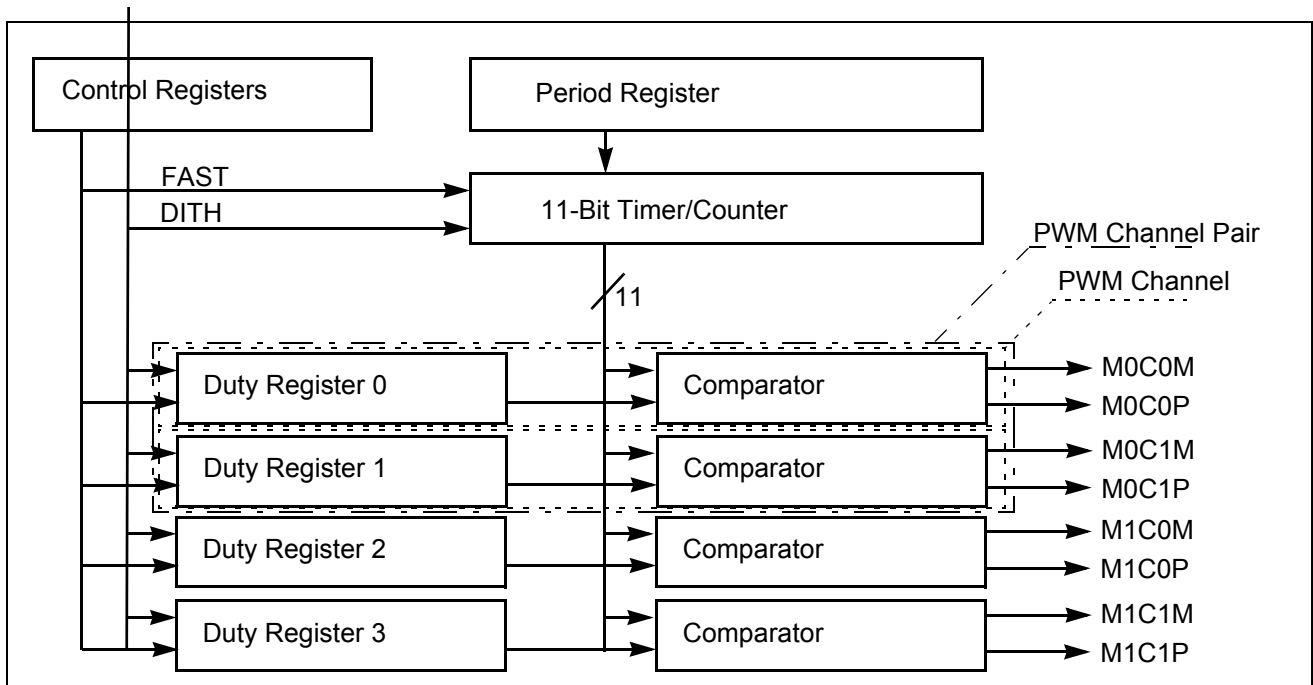 Control Registers
Period Register
FAST
DITH
11-Bit Timer/Counter
PWM Channel Pair
PWM Channel
11
Duty Register 0
Comparator
M0C0M
M0C0P
Duty Register 1
Comparator
M0C1M
M0C1P
Duty Register 2
Comparator
M1C0M
M1C0P
Duty Register 3
Comparator
M1C1M
M1C1P